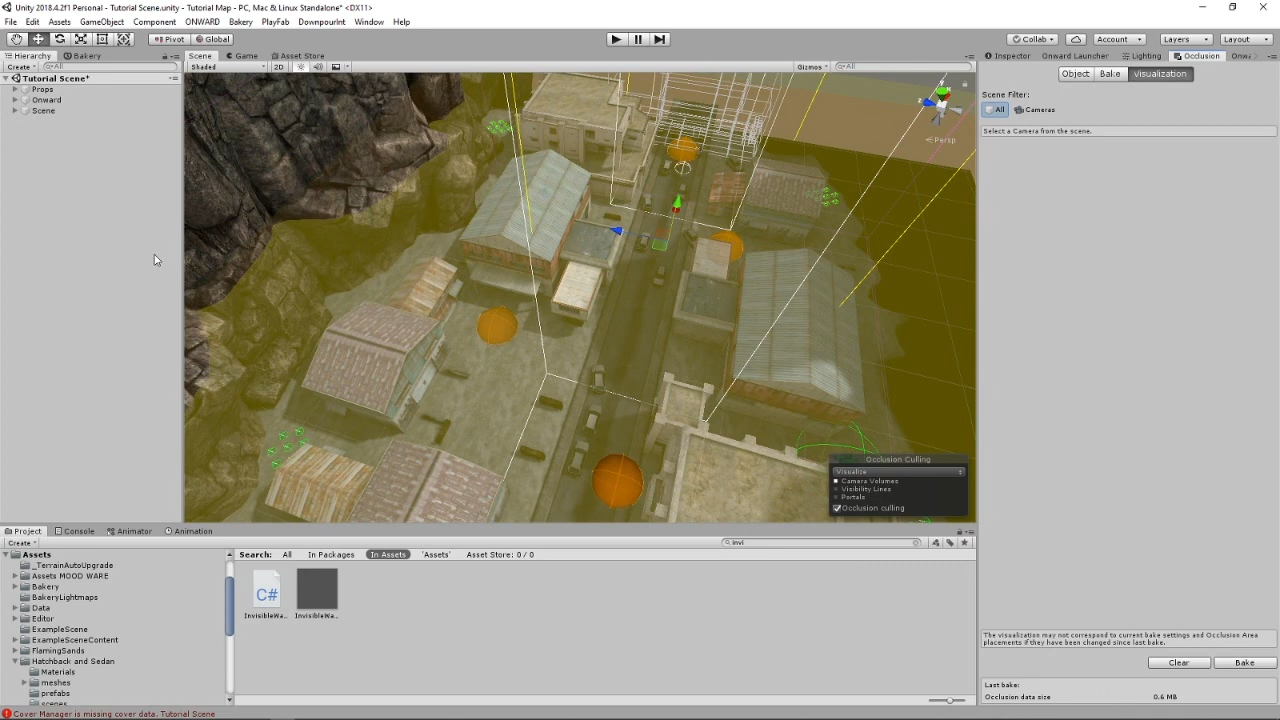 Unity 2018.4.2f1 Personal - Tutorial Scene.unity - Tutorial Map - PC, Mac & Linux Standalone* <DX11>
File Edit Assets GameObject Component ONWARD Bakery PlayFab DownpourInt Window Help
Pivot Global Collab Account Layers Layout
Hierarchy Bakery Scene Game Asset Store Inspector Onward Launcher Lighting Occlusion
Create All Shaded 2D Gizmos All
Tutorial Scene* Object Bake Visualization
Props
Onward
Scene
Scene Filter:
All Cameras
Select a Camera from the scene.
Persp
Occlusion Culling
Visualize
Camera Volumes
Visibility Lines
Portals
Occlusion culling
Project Console Animator Animation
Create invi
Assets
_TerrainAutoUpgrade
Assets MOOD WARE
Bakery
BakeryLightmaps
Data
Editor
ExampleScene
ExampleSceneContent
FlamingSands
Hatchback and Sedan
Materials
meshes
prefabs
scenes
Search: All In Packages In Assets 'Assets' Asset Store: 0 / 0
C#
InvisibleWa... InvisibleWa...
The visualization may not correspond to current bake settings and Occlusion Area
placements if they have been changed since last bake.
Clear Bake
Last bake:
Occlusion data size 0.6 MB
Cover Manager is missing cover data. Tutorial Scene